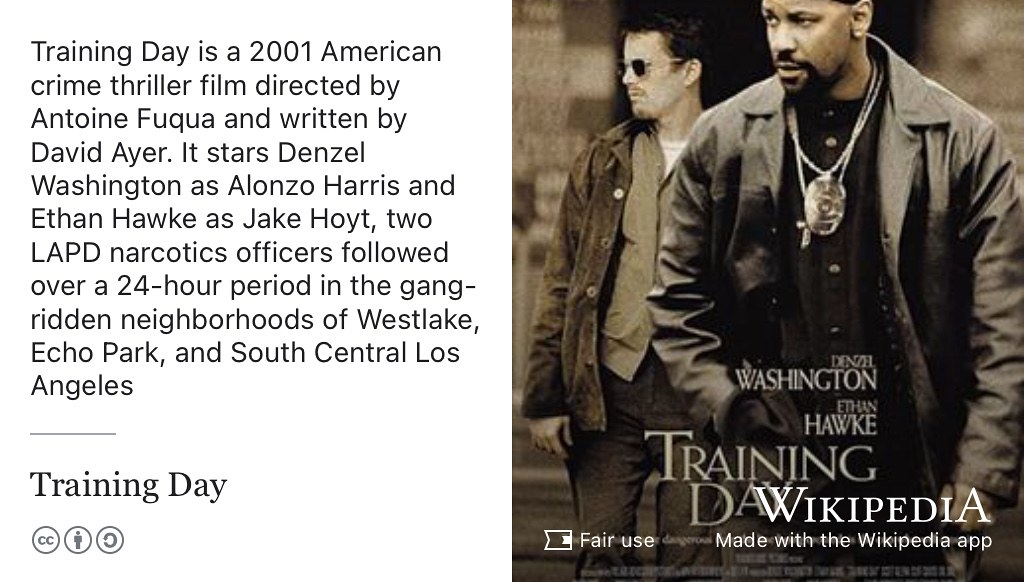 Training Day is a 2001 American
crime thriller film directed by
Antoine Fuqua and written by
David Ayer. It stars Denzel
Washington as Alonzo Harris and
Ethan Hawke as Jake Hoyt, two
LAPD narcotics officers followed
over a 24-hour period in the gang-
ridden neighborhoods of Westlake,
Echo Park, and South Central Los
Angeles
Training Day
cc
DENZEL
WASHINGTON
ETHAN
HAWKE
TRAINING
DAY
WIKIPEDIA
Fair use
Made with the Wikipedia app